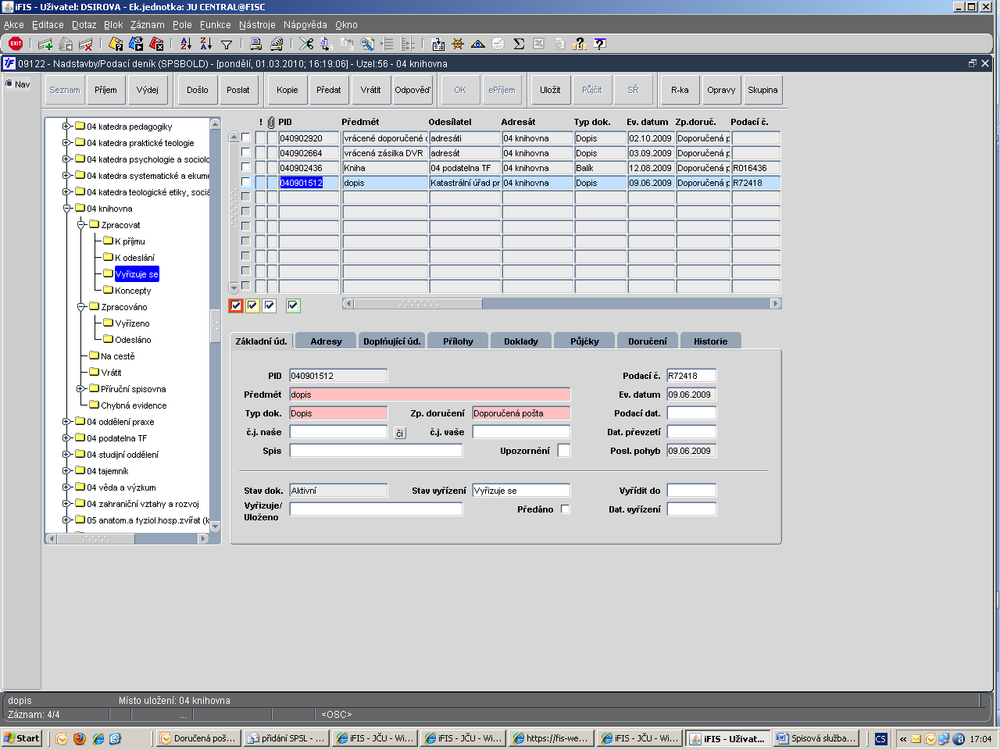 iFIS - Uživatel: DSIROVA - Ek.jednotka: JU CENTRAL@FISC
Akce Editace Dotaz Blok Záznam Pole Funkce Nástroje Nápověda Okno
EXIT
09122 - Nadstavby/Podací deník (SPSBOLD) - [pondělí, 01.03.2010; 16:19:06] - Uzel:56 - 04 knihovna
Nav
Seznam Příjem Výdej Došlo Poslat Kopie Předat Vrátit Odpověď OK ePříjem Uložit Půjčit SŘ R-ka Opravy Skupina
04 katedra pedagogiky
04 katedra praktické teologie
04 katedra psychologie a sociolo
04 katedra systematické a ekume
04 katedra teologické etiky, sociá
04 knihovna
Zpracovat
K příjmu
K odeslání
Vyřizuje se
Koncepty
Zpracováno
Vyřízeno
Odesláno
Na cestě
Vrátit
Příruční spisovna
Chybná evidence
04 oddělení praxe
04 podatelna TF
04 studijní oddělení
04 tajemník
04 věda a výzkum
04 zahraniční vztahy a rozvoj
05 anatom.a fyziol.hosp.zvířat (k
! PID Předmět Odesílatel Adresát Typ dok. Ev. datum Zp.doruč. Podací č.
040902920 vrácené doporučené adresáti 04 knihovna Dopis 02.10.2009 Doporučená p
040902664 vrácená zásilka DVR adresát 04 knihovna Dopis 03.09.2009 Doporučená p
040902436 Kniha 04 podatelna TF 04 knihovna Balík 12.08.2009 Doporučená p R016436
040901512 dopis Katastrální úřad pr 04 knihovna Dopis 09.06.2009 Doporučená p R72418
Základní úd. Adresy Doplňující úd. Přílohy Doklady Půjčky Doručení Historie
PID 040901512 Podací č. R72418
Předmět dopis Ev. datum 09.06.2009
Typ dok. Dopis Zp. doručení Doporučená pošta Podací dat.
č.j. naše či č.j. vaše Dat. převzetí
Spis Upozornění Posl. pohyb 09.06.2009
Stav dok. Aktivní Stav vyřízení Vyřizuje se Vyřídit do
Vyřizuje/
Uloženo Předáno Dat. vyřízení
dopis Místo uložení: 04 knihovna
Záznam: 4/4 ... <OSC>
Start Doručená poš... přidání SPSL - ... iFIS - JČU - Wi... iFIS - JČU - Wi... https://fis-we... iFIS - JČU - Wi... iFIS - Uživat... Spisová služba... CS « 17:04